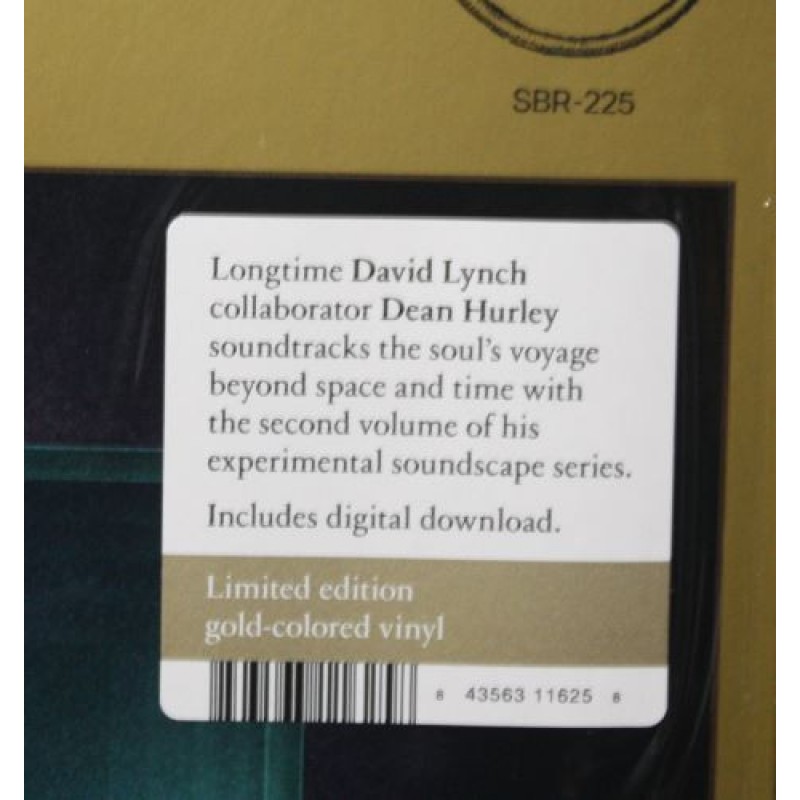 SBR-225
Longtime David Lynch
collaborator Dean Hurley
soundtracks the soul's voyage
beyond space and time with
the second volume of his
experimental soundscape series.
Includes digital download.
Limited edition
gold-colored vinyl
8 43563 11625 8